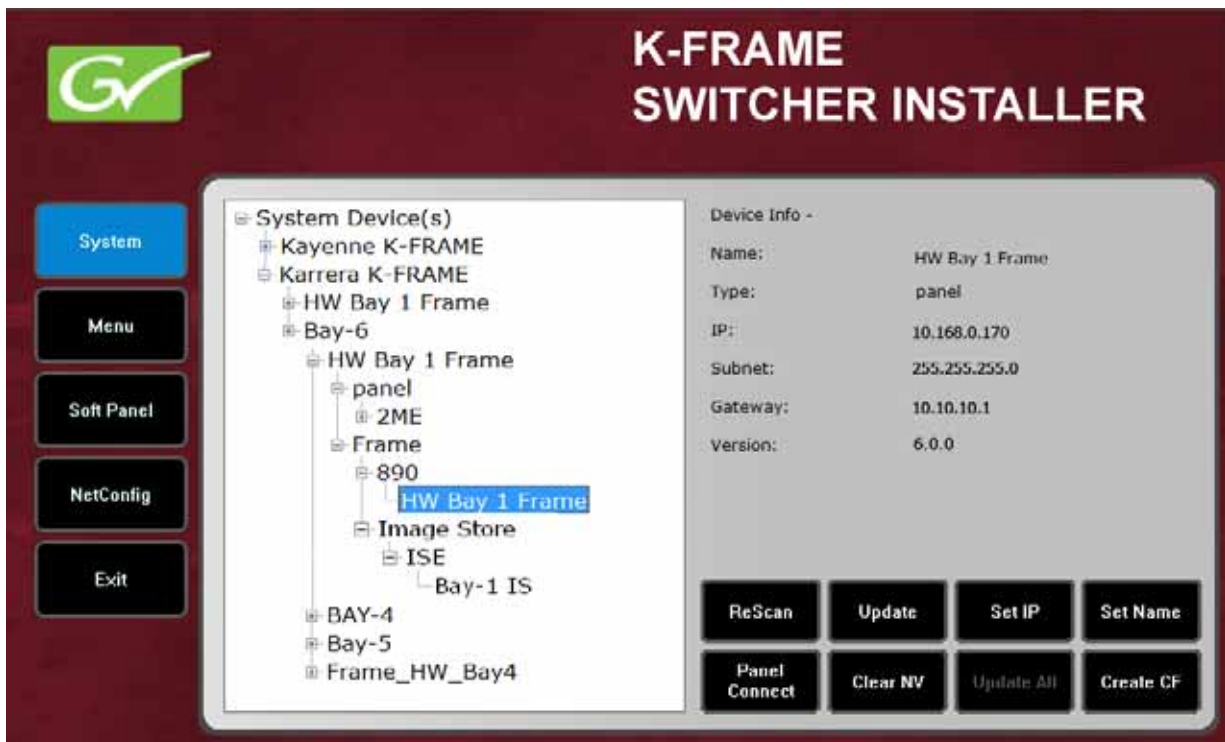 GV
K-FRAME
SWITCHER INSTALLER
System
Menu
Soft Panel
NetConfig
Exit
System Device(s)
Kayenne K-FRAME
Karrera K-FRAME
HW Bay 1 Frame
Bay-6
HW Bay 1 Frame
panel
2ME
Frame
890
HW Bay 1 Frame
Image Store
ISE
Bay-1 IS
BAY-4
Bay-5
Frame_HW_Bay4
Device Info -
Name: HW Bay 1 Frame
Type: panel
IP: 10.168.0.170
Subnet: 255.255.255.0
Gateway: 10.10.10.1
Version: 6.0.0
ReScan Update Set IP Set Name
Panel Connect Clear NV Update All Create CF